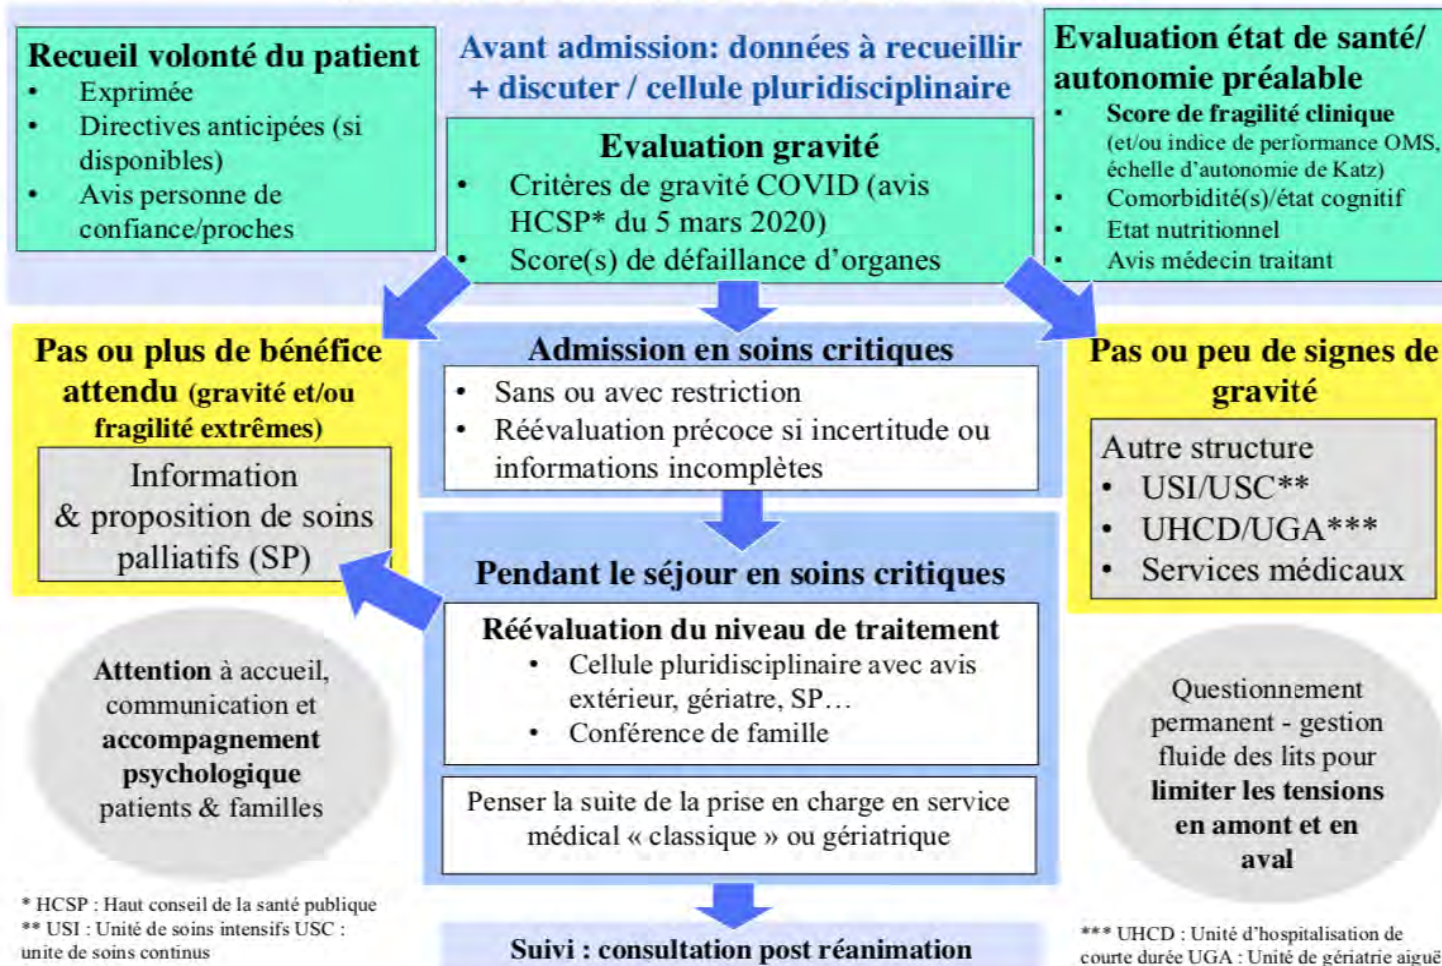 Recueil volonté du patient
• Exprimée
• Directives anticipées (si
disponibles)
• Avis personne de
confiance/proches
Avant admission: données à recueillir
+ discuter / cellule pluridisciplinaire
Evaluation gravité
• Critères de gravité COVID (avis
HCSP* du 5 mars 2020)
• Score(s) de défaillance d'organes
Evaluation état de santé/
autonomie préalable
• Score de fragilité clinique
(et/ou indice de performance OMS,
échelle d'autonomie de Katz)
• Comorbidité(s)/état cognitif
• Etat nutritionnel
• Avis médecin traitant
Pas ou plus de bénéfice
attendu (gravité et/ou
fragilité extrêmes)
Information
& proposition de soins
palliatifs (SP)
Admission en soins critiques
• Sans ou avec restriction
• Réévaluation précoce si incertitude ou
informations incomplètes
Pas ou peu de signes de
gravité
Autre structure
• USI/USC**
• UHCD/UGA***
• Services médicaux
Pendant le séjour en soins critiques
Réévaluation du niveau de traitement
• Cellule pluridisciplinaire avec avis
extérieur, gériatre, SP…
• Conférence de famille
Penser la suite de la prise en charge en service
médical « classique » ou gériatrique
Attention à accueil,
communication et
accompagnement
psychologique
patients & familles
Questionnement
permanent - gestion
fluide des lits pour
limiter les tensions
en amont et en
aval
* HCSP : Haut conseil de la santé publique
** USI : Unité de soins intensifs USC :
unite de soins continus
Suivi : consultation post réanimation
*** UHCD : Unité d'hospitalisation de
courte durée UGA : Unité de gériatrie aiguë